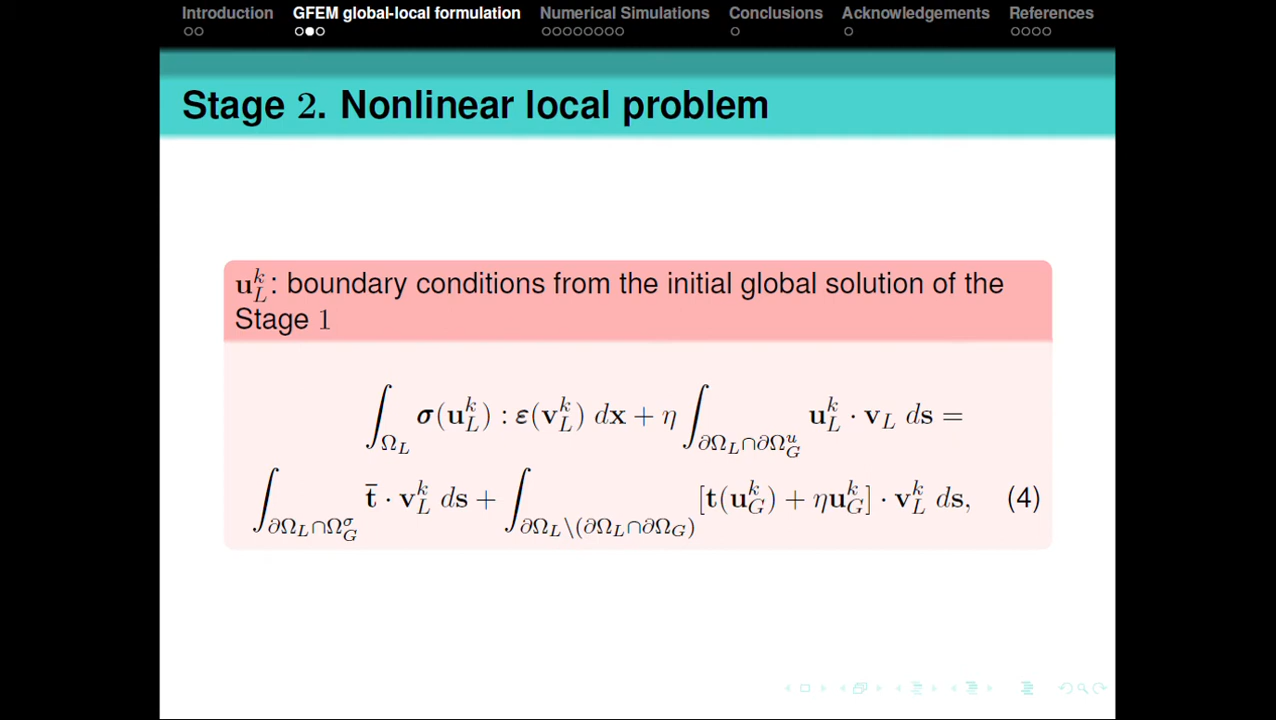 Introduction GFEM global-local formulation Numerical Simulations Conclusions Acknowledgements References
Stage 2. Nonlinear local problem
𝐮_L^k: boundary conditions from the initial global solution of the
Stage 1
∫_{Ω_L} 𝛔(𝐮_L^k) : 𝛆(𝐯_L^k) d𝐱 + η ∫_{∂Ω_L∩∂Ω_G^u} 𝐮_L^k · 𝐯_L d𝐬 =
∫_{∂Ω_L∩Ω_G^σ} t̄ · 𝐯_L^k d𝐬 + ∫_{∂Ω_L\(∂Ω_L∩∂Ω_G)} [𝐭(𝐮_G^k) + η𝐮_G^k] · 𝐯_L^k d𝐬, (4)